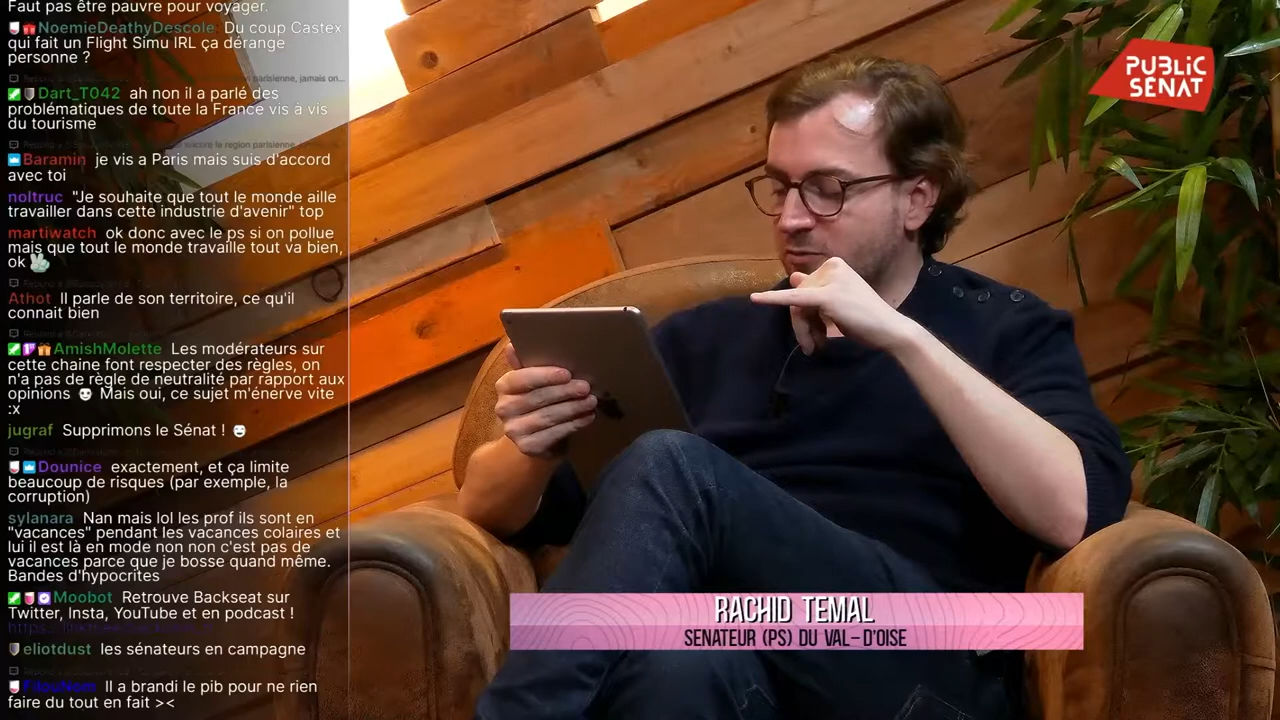 Faut pas être pauvre pour voyager.
NoemieDeathyDescole Du coup Castex
qui fait un Flight Simu IRL ça dérange
personne ?
parisienne, jamais on...
Dart_T042 ah non il a parlé des
problématiques de toute la France vis à vis
du tourisme
Baramin je vis a Paris mais suis d'accord
avec toi
noltruc "Je souhaite que tout le monde aille
travailler dans cette industrie d'avenir" top
martiwatch ok donc avec le ps si on pollue
mais que tout le monde travaille tout va bien,
ok
Athot Il parle de son territoire, ce qu'il
connait bien
AmishMolette Les modérateurs sur
cette chaine font respecter des règles, on
n'a pas de règle de neutralité par rapport aux
opinions Mais oui, ce sujet m'énerve vite
:x
jugraf Supprimons le Sénat !
Dounice exactement, et ça limite
beaucoup de risques (par exemple, la
corruption)
sylanara Nan mais lol les prof ils sont en
"vacances" pendant les vacances colaires et
lui il est là en mode non non c'est pas de
vacances parce que je bosse quand même.
Bandes d'hypocrites
Moobot Retrouve Backseat sur
Twitter, Insta, YouTube et en podcast !
eliotdust les sénateurs en campagne
FitouNem Il a brandi le pib pour ne rien
faire du tout en fait ><
PUBLIC
SÉNAT
RACHID TEMAL
SENATEUR (PS) DU VAL-D'OISE